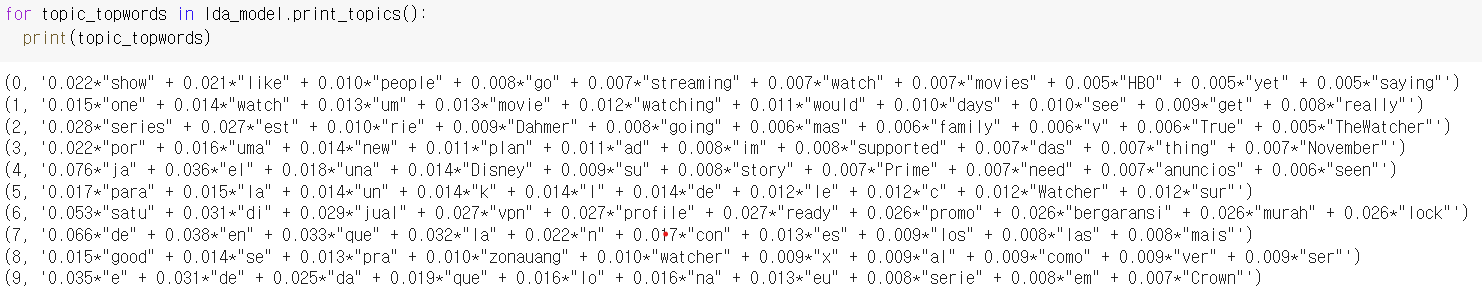 for topic_topwords in lda_model.print_topics():
  print(topic_topwords)
(0, '0.022*"show" + 0.021*"like" + 0.010*"people" + 0.008*"go" + 0.007*"streaming" + 0.007*"watch" + 0.007*"movies" + 0.005*"HBO" + 0.005*"yet" + 0.005*"saying"')
(1, '0.015*"one" + 0.014*"watch" + 0.013*"um" + 0.013*"movie" + 0.012*"watching" + 0.011*"would" + 0.010*"days" + 0.010*"see" + 0.009*"get" + 0.008*"really"')
(2, '0.028*"series" + 0.027*"est" + 0.010*"rie" + 0.009*"Dahmer" + 0.008*"going" + 0.006*"mas" + 0.006*"family" + 0.006*"v" + 0.006*"True" + 0.005*"TheWatcher"')
(3, '0.022*"por" + 0.016*"uma" + 0.014*"new" + 0.011*"plan" + 0.011*"ad" + 0.008*"im" + 0.008*"supported" + 0.007*"das" + 0.007*"thing" + 0.007*"November"')
(4, '0.076*"ja" + 0.036*"el" + 0.018*"una" + 0.014*"Disney" + 0.009*"su" + 0.008*"story" + 0.007*"Prime" + 0.007*"need" + 0.007*"anuncios" + 0.006*"seen"')
(5, '0.017*"para" + 0.015*"la" + 0.014*"un" + 0.014*"k" + 0.014*"l" + 0.014*"de" + 0.012*"le" + 0.012*"c" + 0.012*"Watcher" + 0.012*"sur"')
(6, '0.053*"satu" + 0.031*"di" + 0.029*"jual" + 0.027*"vpn" + 0.027*"profile" + 0.027*"ready" + 0.026*"promo" + 0.026*"bergaransi" + 0.026*"murah" + 0.026*"lock"')
(7, '0.066*"de" + 0.038*"en" + 0.033*"que" + 0.032*"la" + 0.022*"n" + 0.017*"con" + 0.013*"es" + 0.009*"los" + 0.008*"las" + 0.008*"mais"')
(8, '0.015*"good" + 0.014*"se" + 0.013*"pra" + 0.010*"zonauang" + 0.010*"watcher" + 0.009*"x" + 0.009*"al" + 0.009*"como" + 0.009*"ver" + 0.009*"ser"')
(9, '0.035*"e" + 0.031*"de" + 0.025*"da" + 0.019*"que" + 0.016*"lo" + 0.016*"na" + 0.013*"eu" + 0.008*"serie" + 0.008*"em" + 0.007*"Crown"')